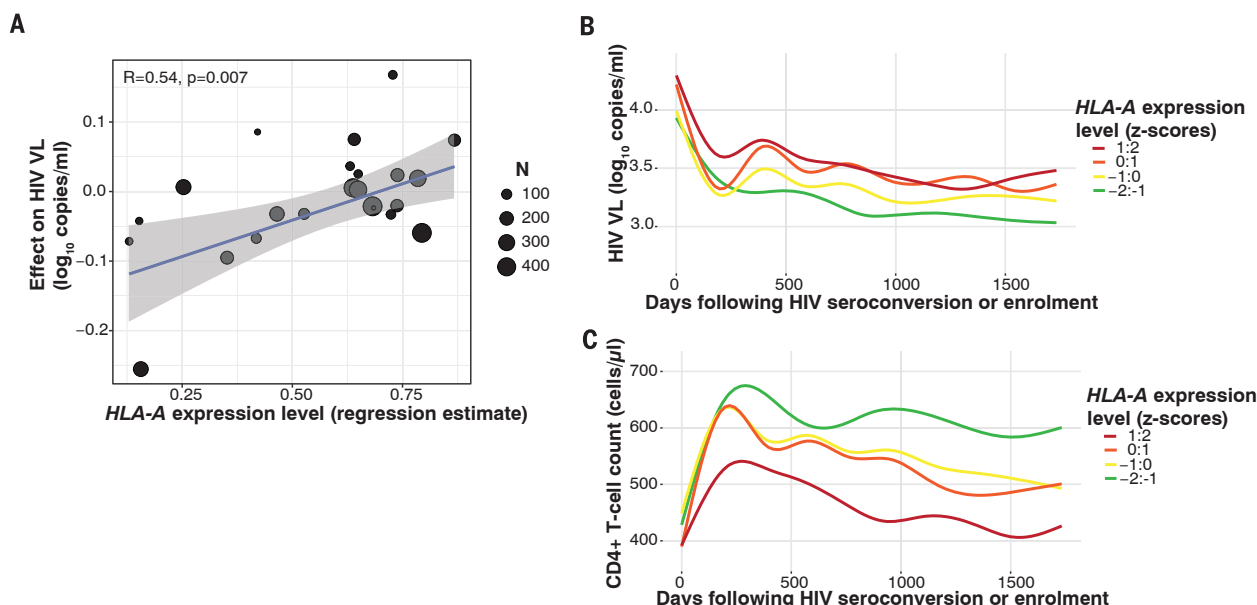 A
R=0.54, p=0.007
0.1
0.0
−0.1
−0.2
Effect on HIV VL
(log10 copies/ml)
0.25 0.50 0.75
HLA-A expression level (regression estimate)
N
100
200
300
400
B
HIV VL (log10 copies/ml)
4.0
3.5
3.0
0 500 1000 1500
Days following HIV seroconversion or enrolment
HLA-A expression
level (z-scores)
1:2
0:1
−1:0
−2:-1
C
CD4+ T-cell count (cells/μl)
700
600
500
400
0 500 1000 1500
Days following HIV seroconversion or enrolment
HLA-A expression
level (z-scores)
1:2
0:1
−1:0
−2:-1